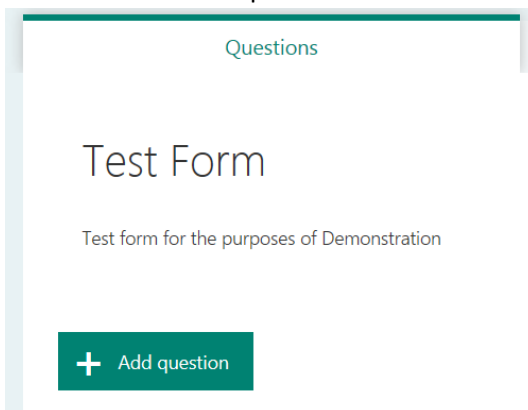 Questions
Test Form
Test form for the purposes of Demonstration
+ Add question